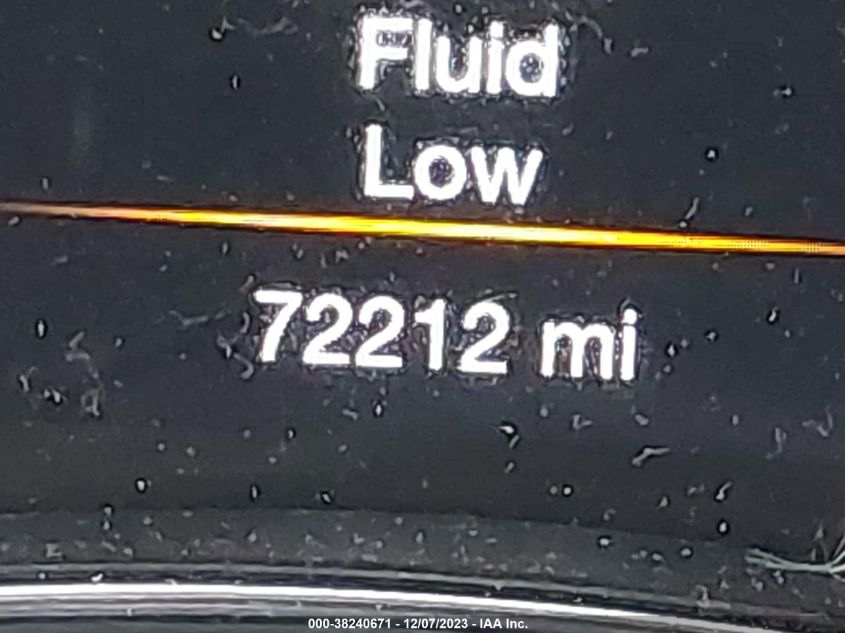 Fluid
Low
72212 mi
000-38240671 - 12/07/2023 - IAA Inc.